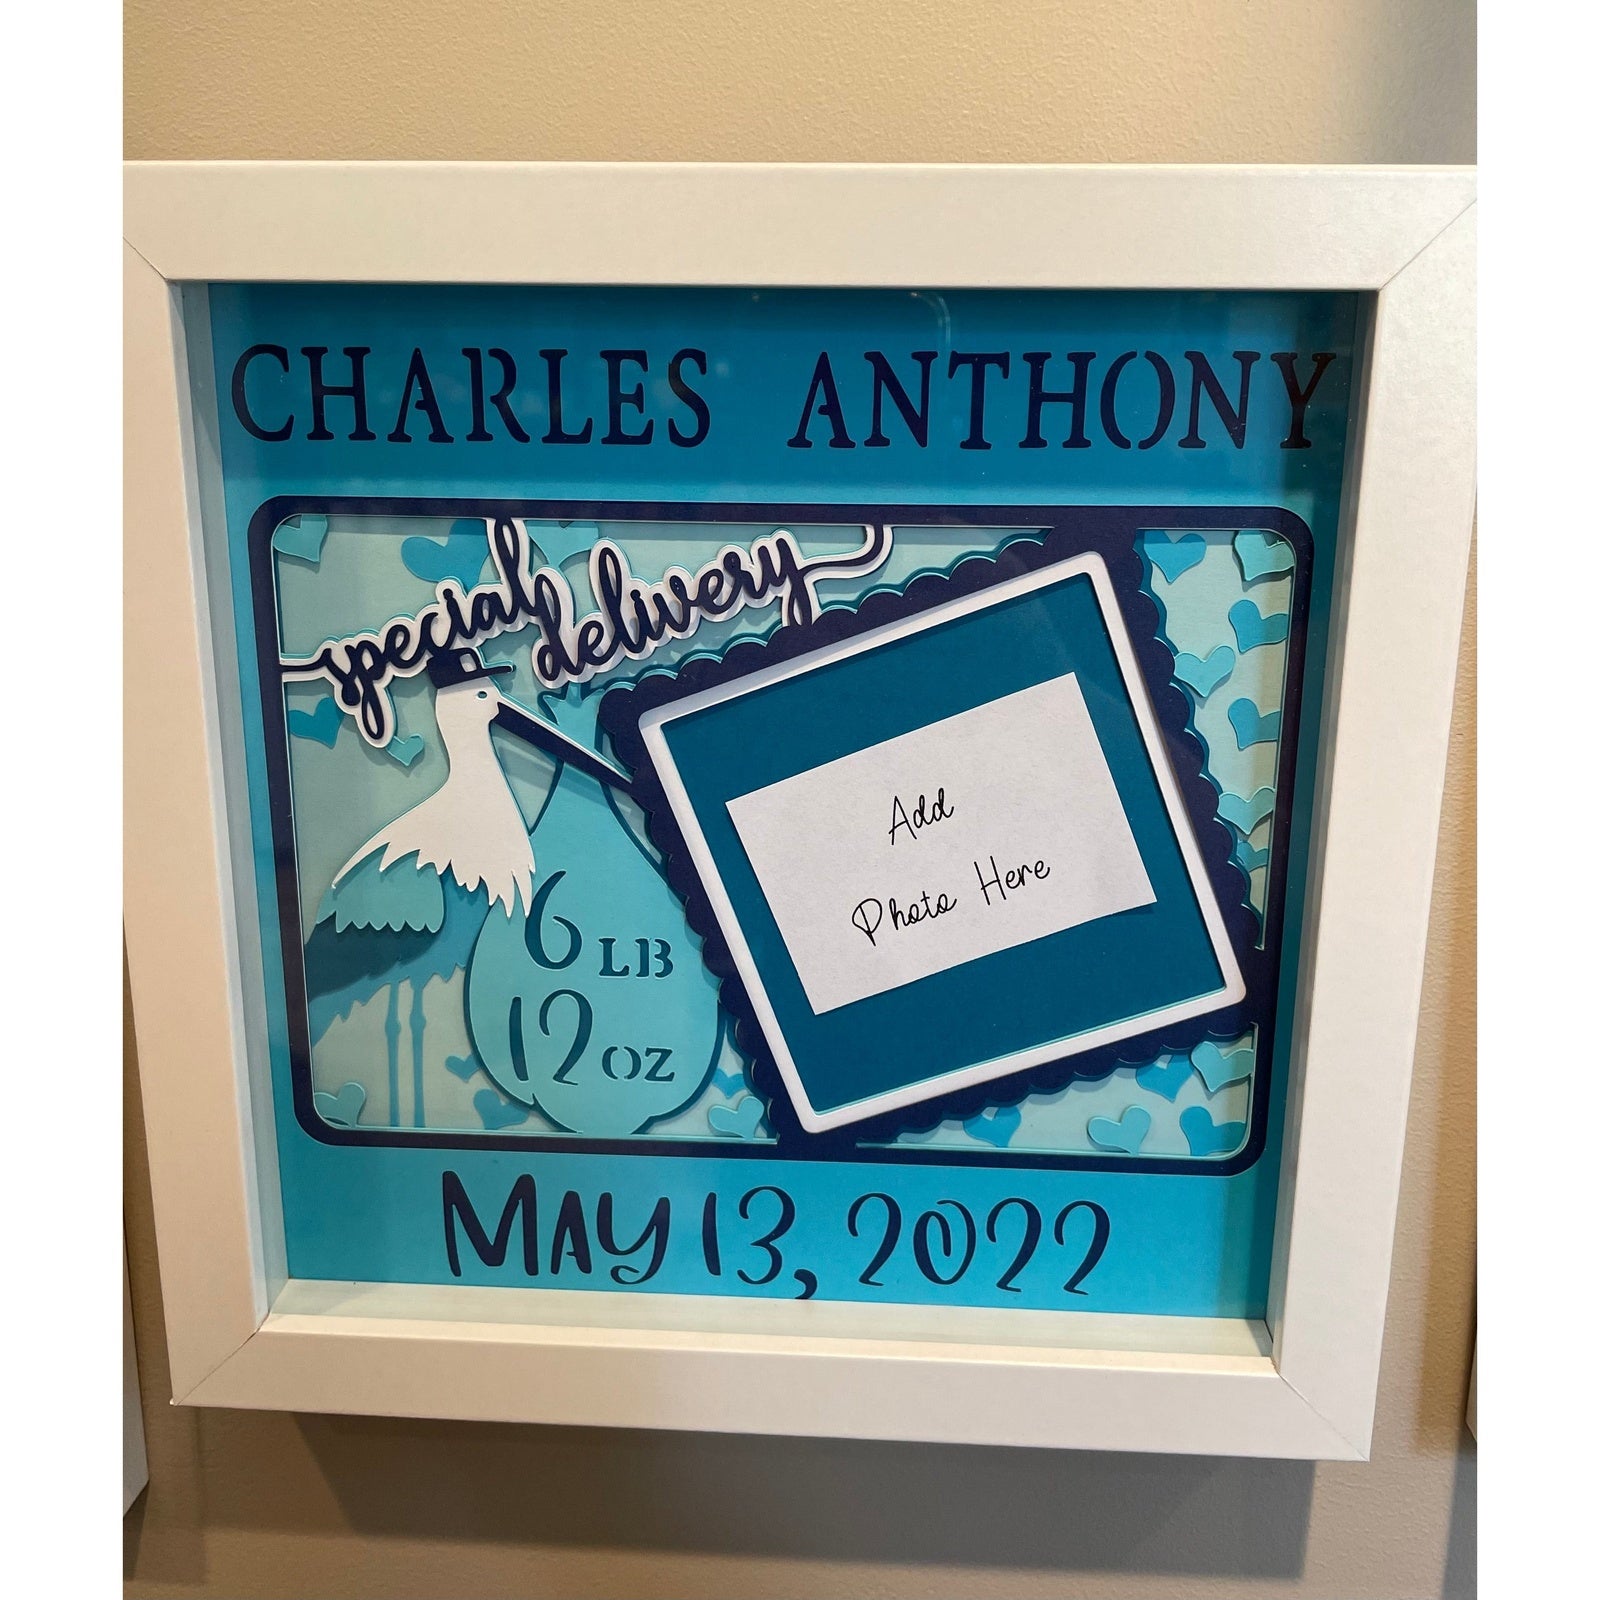 CHARLES ANTHONY
special delivery
Add
Photo Here
6 LB
12 OZ
MAY 13, 2022